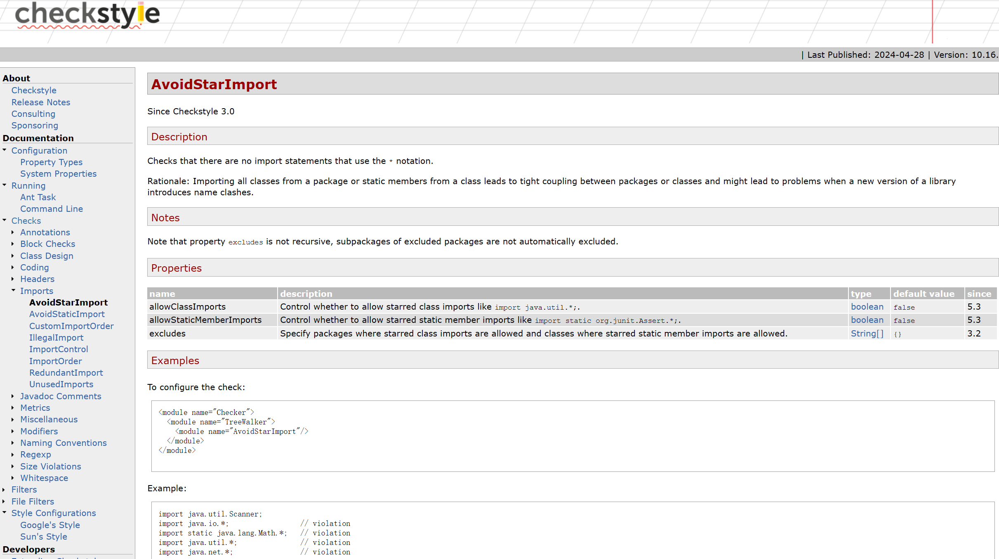 checkstyle
| Last Published: 2024-04-28 | Version: 10.16.
About
Checkstyle
Release Notes
Consulting
Sponsoring
Documentation
Configuration
Property Types
System Properties
Running
Ant Task
Command Line
Checks
Annotations
Block Checks
Class Design
Coding
Headers
Imports
AvoidStarImport
AvoidStaticImport
CustomImportOrder
IllegalImport
ImportControl
ImportOrder
RedundantImport
UnusedImports
Javadoc Comments
Metrics
Miscellaneous
Modifiers
Naming Conventions
Regexp
Size Violations
Whitespace
Filters
File Filters
Style Configurations
Google's Style
Sun's Style
Developers
AvoidStarImport
Since Checkstyle 3.0
Description
Checks that there are no import statements that use the * notation.
Rationale: Importing all classes from a package or static members from a class leads to tight coupling between packages or classes and might lead to problems when a new version of a library
introduces name clashes.
Notes
Note that property excludes is not recursive, subpackages of excluded packages are not automatically excluded.
Properties
name description type default value since
allowClassImports Control whether to allow starred class imports like import java.util.*;. boolean false 5.3
allowStaticMemberImports Control whether to allow starred static member imports like import static org.junit.Assert.*;. boolean false 5.3
excludes Specify packages where starred class imports are allowed and classes where starred static member imports are allowed. String[] {} 3.2
Examples
To configure the check:
<module name="Checker">
  <module name="TreeWalker">
    <module name="AvoidStarImport"/>
  </module>
</module>
Example:
import java.util.Scanner;
import java.io.*;                 // violation
import static java.lang.Math.*;   // violation
import java.util.*;               // violation
import java.net.*;                // violation